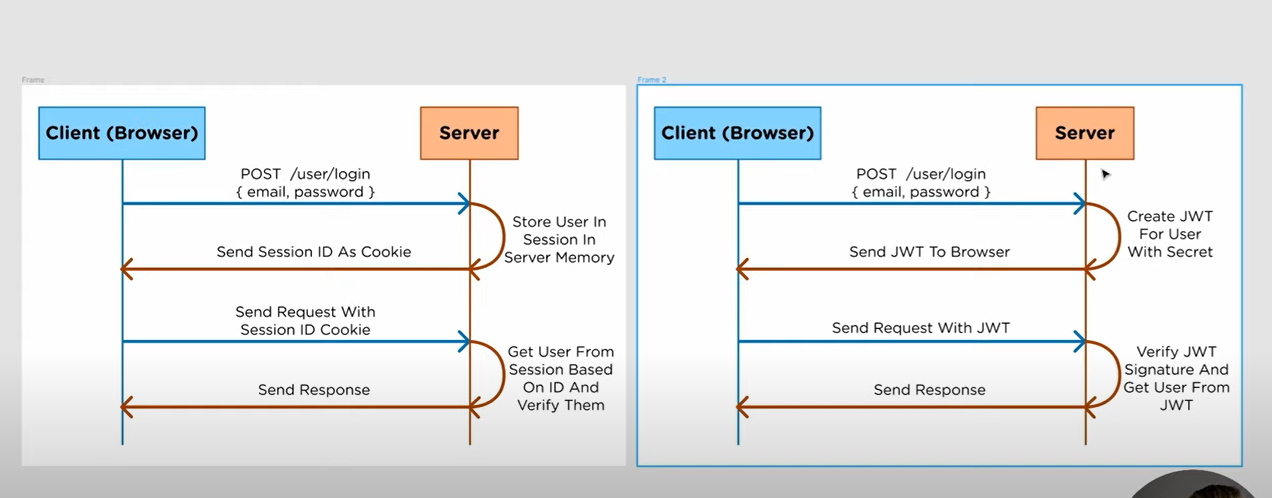 Frame
Client (Browser)
Server
POST /user/login
{ email, password }
Store User In
Session In
Server Memory
Send Session ID As Cookie
Send Request With
Session ID Cookie
Get User From
Session Based
On ID And
Verify Them
Send Response
Frame 2
Client (Browser)
Server
POST /user/login
{ email, password }
Create JWT
For User
With Secret
Send JWT To Browser
Send Request With JWT
Verify JWT
Signature And
Get User From
JWT
Send Response